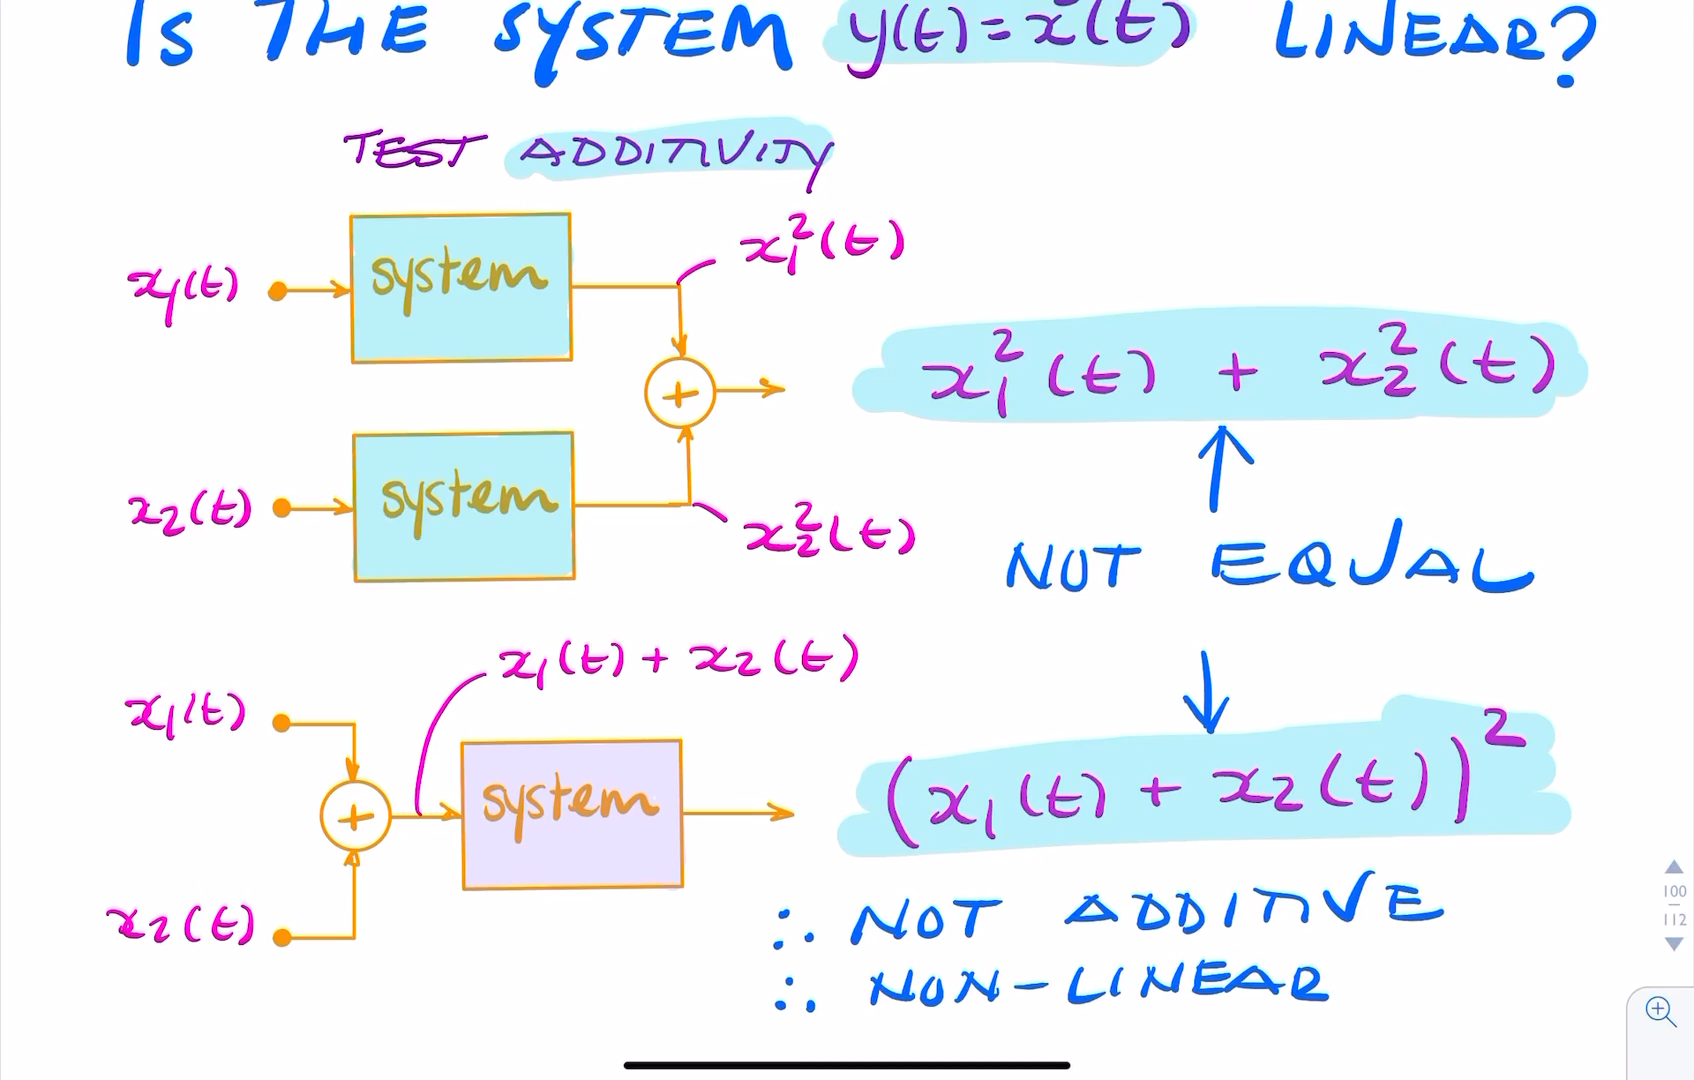 IS THE SYSTEM y(t)=x²(t) LINEAR?
TEST ADDITIVITY
x₁²(t)
x₁(t)
system
x₁²(t) + x₂²(t)
+
x₂(t)
system
x₂²(t)
NOT EQUAL
x₁(t) + x₂(t)
x₁(t)
(x₁(t) + x₂(t))²
system
+
x₂(t)
∴ NOT ADDITIVE
∴ NON-LINEAR
100
112